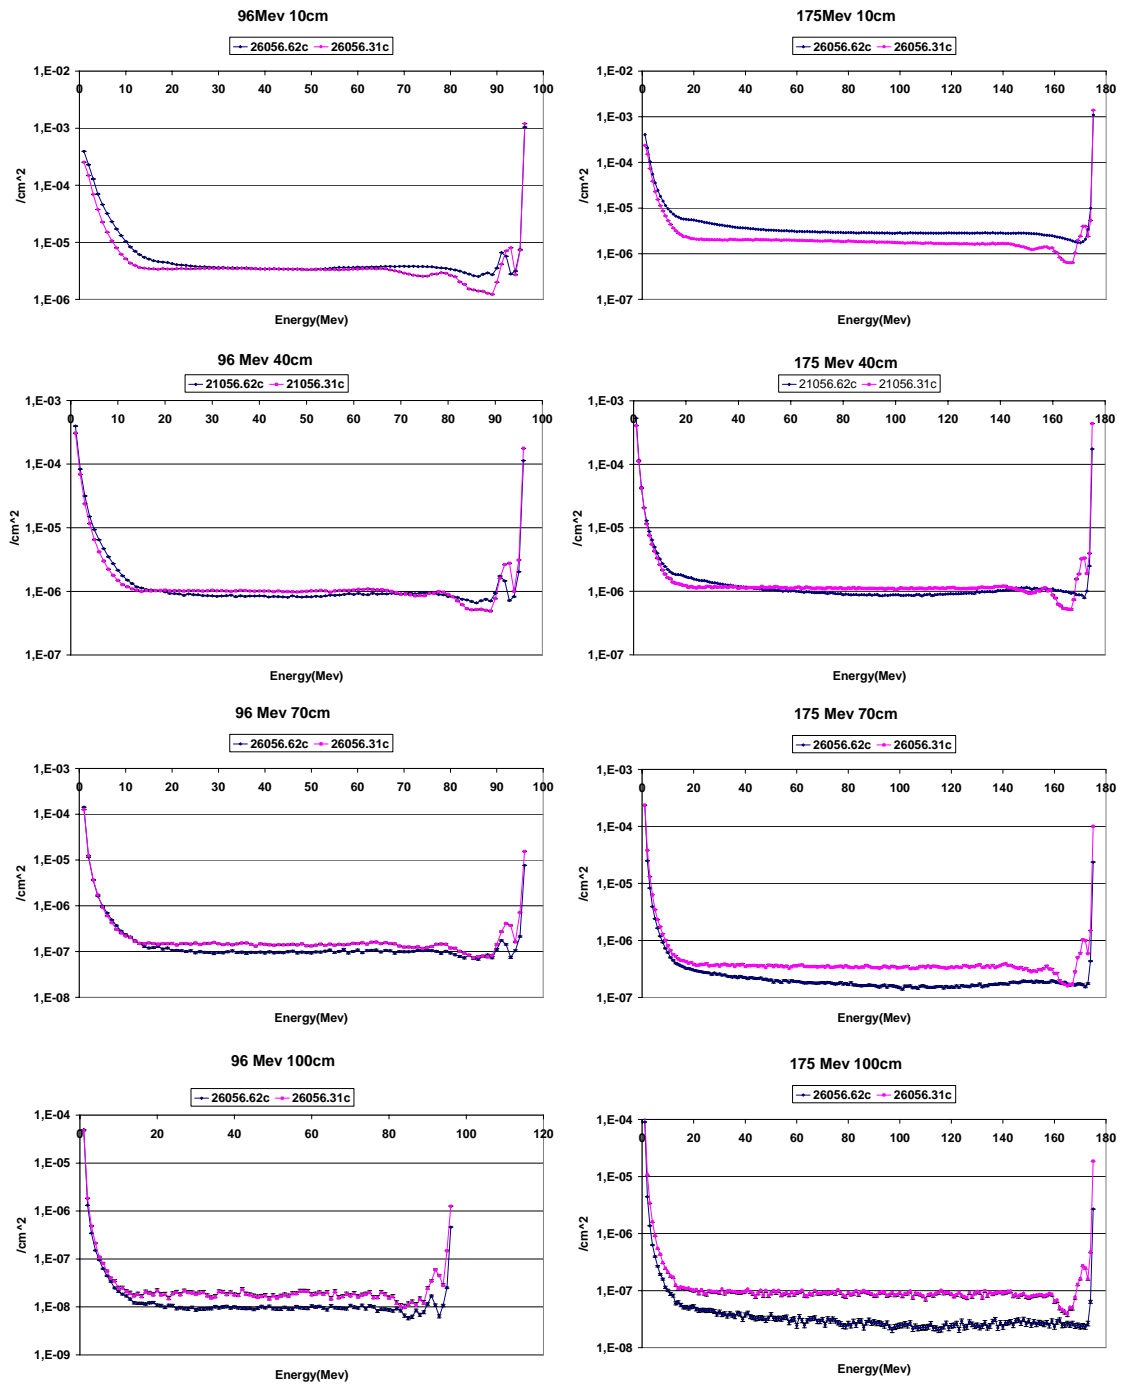 96Mev 10cm
26056.62c 26056.31c
1,E-02
0 10 20 30 40 50 60 70 80 90 100
1,E-03
1,E-04
1,E-05
1,E-06
/cm^2
Energy(Mev)
175Mev 10cm
26056.62c 26056.31c
1,E-02
0 20 40 60 80 100 120 140 160 180
1,E-03
1,E-04
1,E-05
1,E-06
1,E-07
/cm^2
Energy(Mev)
96 Mev 40cm
21056.62c 21056.31c
1,E-03
0 10 20 30 40 50 60 70 80 90 100
1,E-04
1,E-05
1,E-06
1,E-07
/cm^2
Energy(Mev)
175 Mev 40cm
21056.62c 21056.31c
1,E-03
0 20 40 60 80 100 120 140 160 180
1,E-04
1,E-05
1,E-06
1,E-07
/cm^2
Energy(Mev)
96 Mev 70cm
26056.62c 26056.31c
1,E-03
0 10 20 30 40 50 60 70 80 90 100
1,E-04
1,E-05
1,E-06
1,E-07
1,E-08
/cm^2
Energy(Mev)
175 Mev 70cm
26056.62c 26056.31c
1,E-03
0 20 40 60 80 100 120 140 160 180
1,E-04
1,E-05
1,E-06
1,E-07
/cm^2
Energy(Mev)
96 Mev 100cm
26056.62c 26056.31c
1,E-04
0 20 40 60 80 100 120
1,E-05
1,E-06
1,E-07
1,E-08
1,E-09
/cm^2
Energy(Mev)
175 Mev 100cm
26056.62c 26056.31c
1,E-04
0 20 40 60 80 100 120 140 160 180
1,E-05
1,E-06
1,E-07
1,E-08
/cm^2
Energy(Mev)